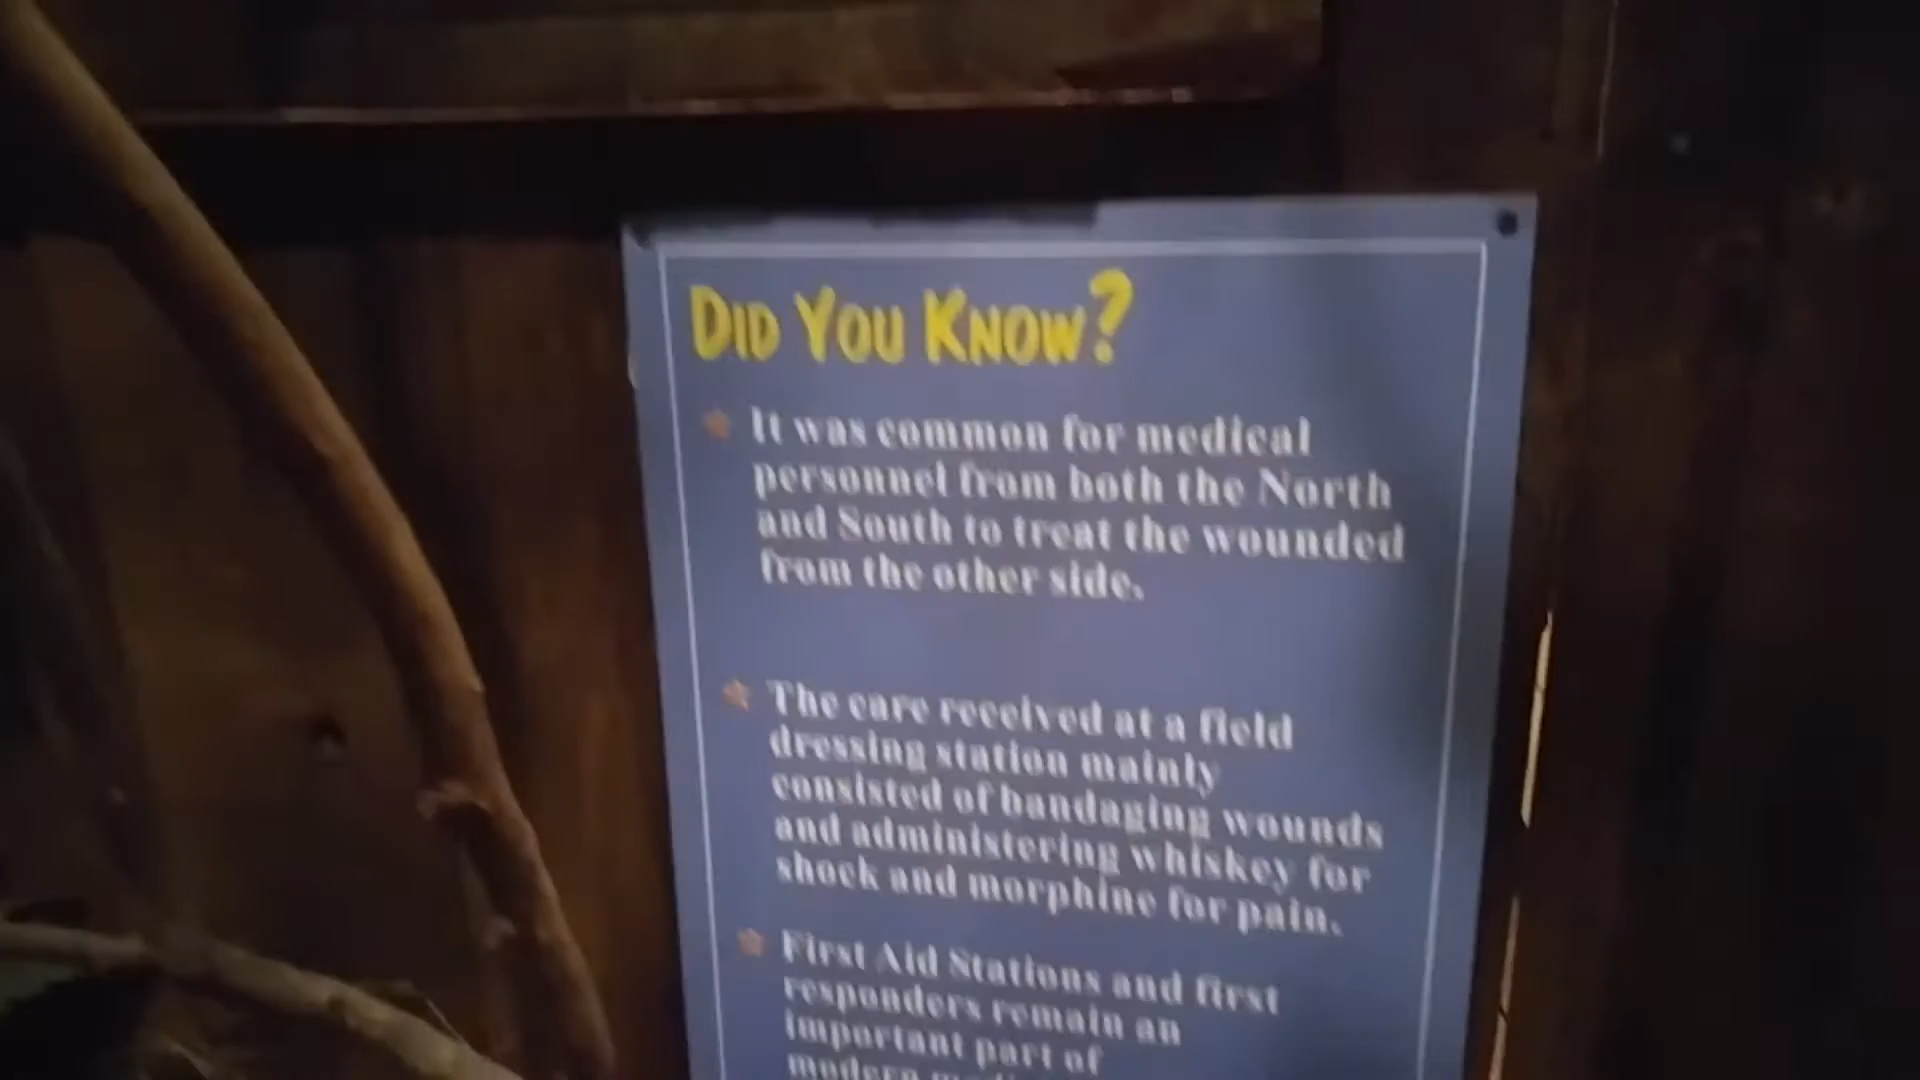 DID YOU KNOW?
It was common for medical
personnel from both the North
and South to treat the wounded
from the other side.
The care received at a field
dressing station mainly
consisted of bandaging wounds
and administering whiskey for
shock and morphine for pain.
First Aid Stations and first
responders remain an
important part of
modern